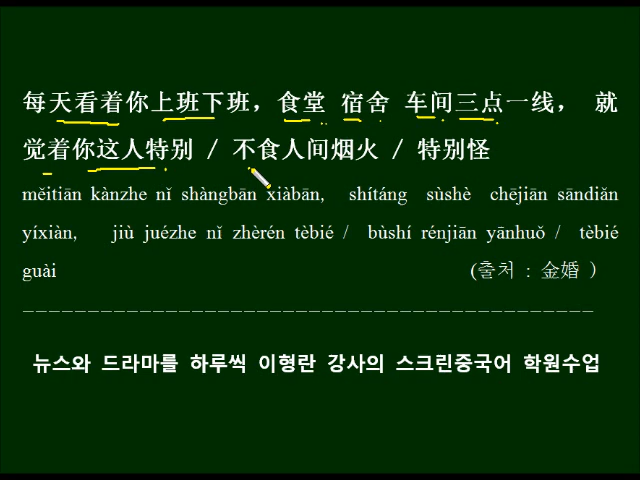 每天看着你上班下班，食堂 宿舍 车间三点一线， 就
觉着你这人特别 / 不食人间烟火 / 特别怪
měitiān kànzhe nǐ shàngbān xiàbān, shítáng sùshè chējiān sāndiǎn
yíxiàn, jiù juézhe nǐ zhèrén tèbié / bùshí rénjiān yānhuǒ / tèbié
guài (출처 : 金婚 )
뉴스와 드라마를 하루씩 이형란 강사의 스크린중국어 학원수업